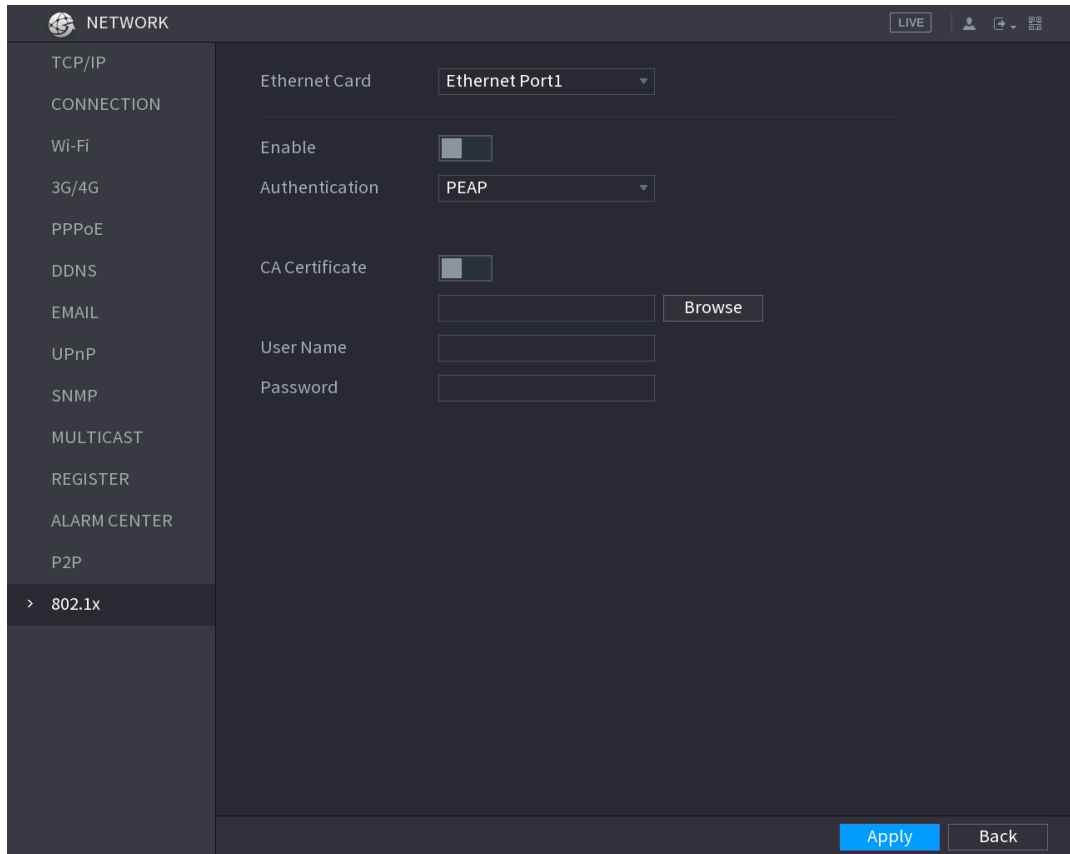 NETWORK
LIVE
TCP/IP
CONNECTION
Wi-Fi
3G/4G
PPPoE
DDNS
EMAIL
UPnP
SNMP
MULTICAST
REGISTER
ALARM CENTER
P2P
802.1x
Ethernet Card Ethernet Port1
Enable
Authentication PEAP
CA Certificate
Browse
User Name
Password
Apply Back